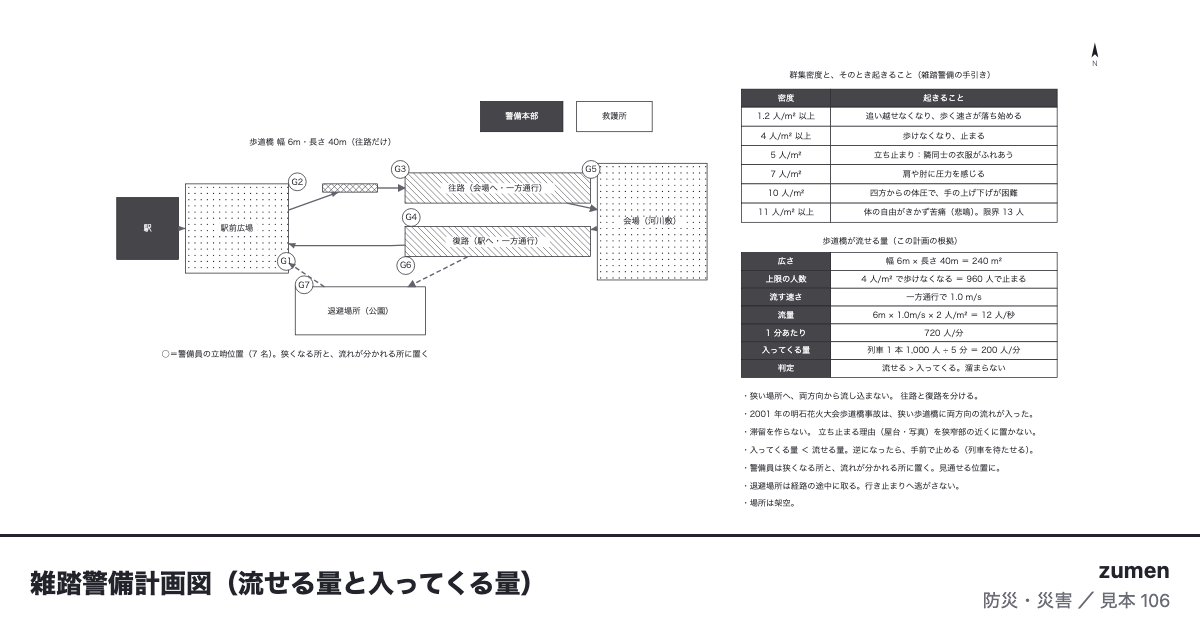 N
群集密度と、そのとき起きること（雑踏警備の手引き）
密度 起きること
1.2 人/m² 以上 追い越せなくなり、歩く速さが落ち始める
4 人/m² 以上 歩けなくなり、止まる
5 人/m² 立ち止まり：隣同士の衣服がふれあう
7 人/m² 肩や肘に圧力を感じる
10 人/m² 四方からの体圧で、手の上げ下げが困難
11 人/m² 以上 体の自由がきかず苦痛（悲鳴）。限界 13 人
警備本部
救護所
歩道橋 幅 6m・長さ 40m（往路だけ）
G2
G3
G5
往路（会場へ・一方通行）
駅
駅前広場
G4
会場（河川敷）
復路（駅へ・一方通行）
G1
G6
G7
退避場所（公園）
○＝警備員の立哨位置（7 名）。狭くなる所と、流れが分かれる所に置く
歩道橋が流せる量（この計画の根拠）
広さ 幅 6m × 長さ 40m ＝ 240 m²
上限の人数 4 人/m² で歩けなくなる ＝ 960 人で止まる
流す速さ 一方通行で 1.0 m/s
流量 6m × 1.0m/s × 2 人/m² ＝ 12 人/秒
1 分あたり 720 人/分
入ってくる量 列車 1 本 1,000 人 ÷ 5 分 ＝ 200 人/分
判定 流せる > 入ってくる。溜まらない
・狭い場所へ、両方向から流し込まない。 往路と復路を分ける。
・2001 年の明石花火大会歩道橋事故は、狭い歩道橋に両方向の流れが入った。
・滞留を作らない。 立ち止まる理由（屋台・写真）を狭窄部の近くに置かない。
・入ってくる量 ＜ 流せる量。逆になったら、手前で止める（列車を待たせる）。
・警備員は狭くなる所と、流れが分かれる所に置く。見通せる位置に。
・退避場所は経路の途中に取る。行き止まりへ逃がさない。
・場所は架空。
雑踏警備計画図（流せる量と入ってくる量）
zumen
防災・災害 ／ 見本 106